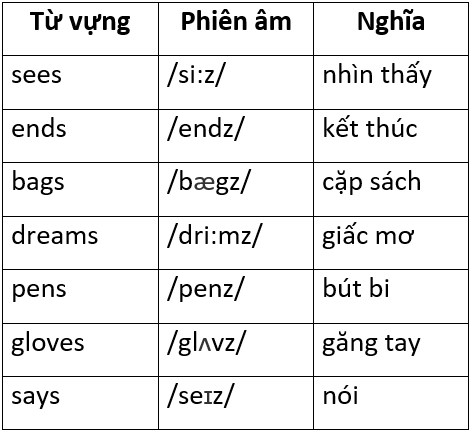 Từ vựng Phiên âm Nghĩa
sees /si:z/ nhìn thấy
ends /endz/ kết thúc
bags /bægz/ cặp sách
dreams /dri:mz/ giấc mơ
pens /penz/ bút bi
gloves /glʌvz/ găng tay
says /seɪz/ nói